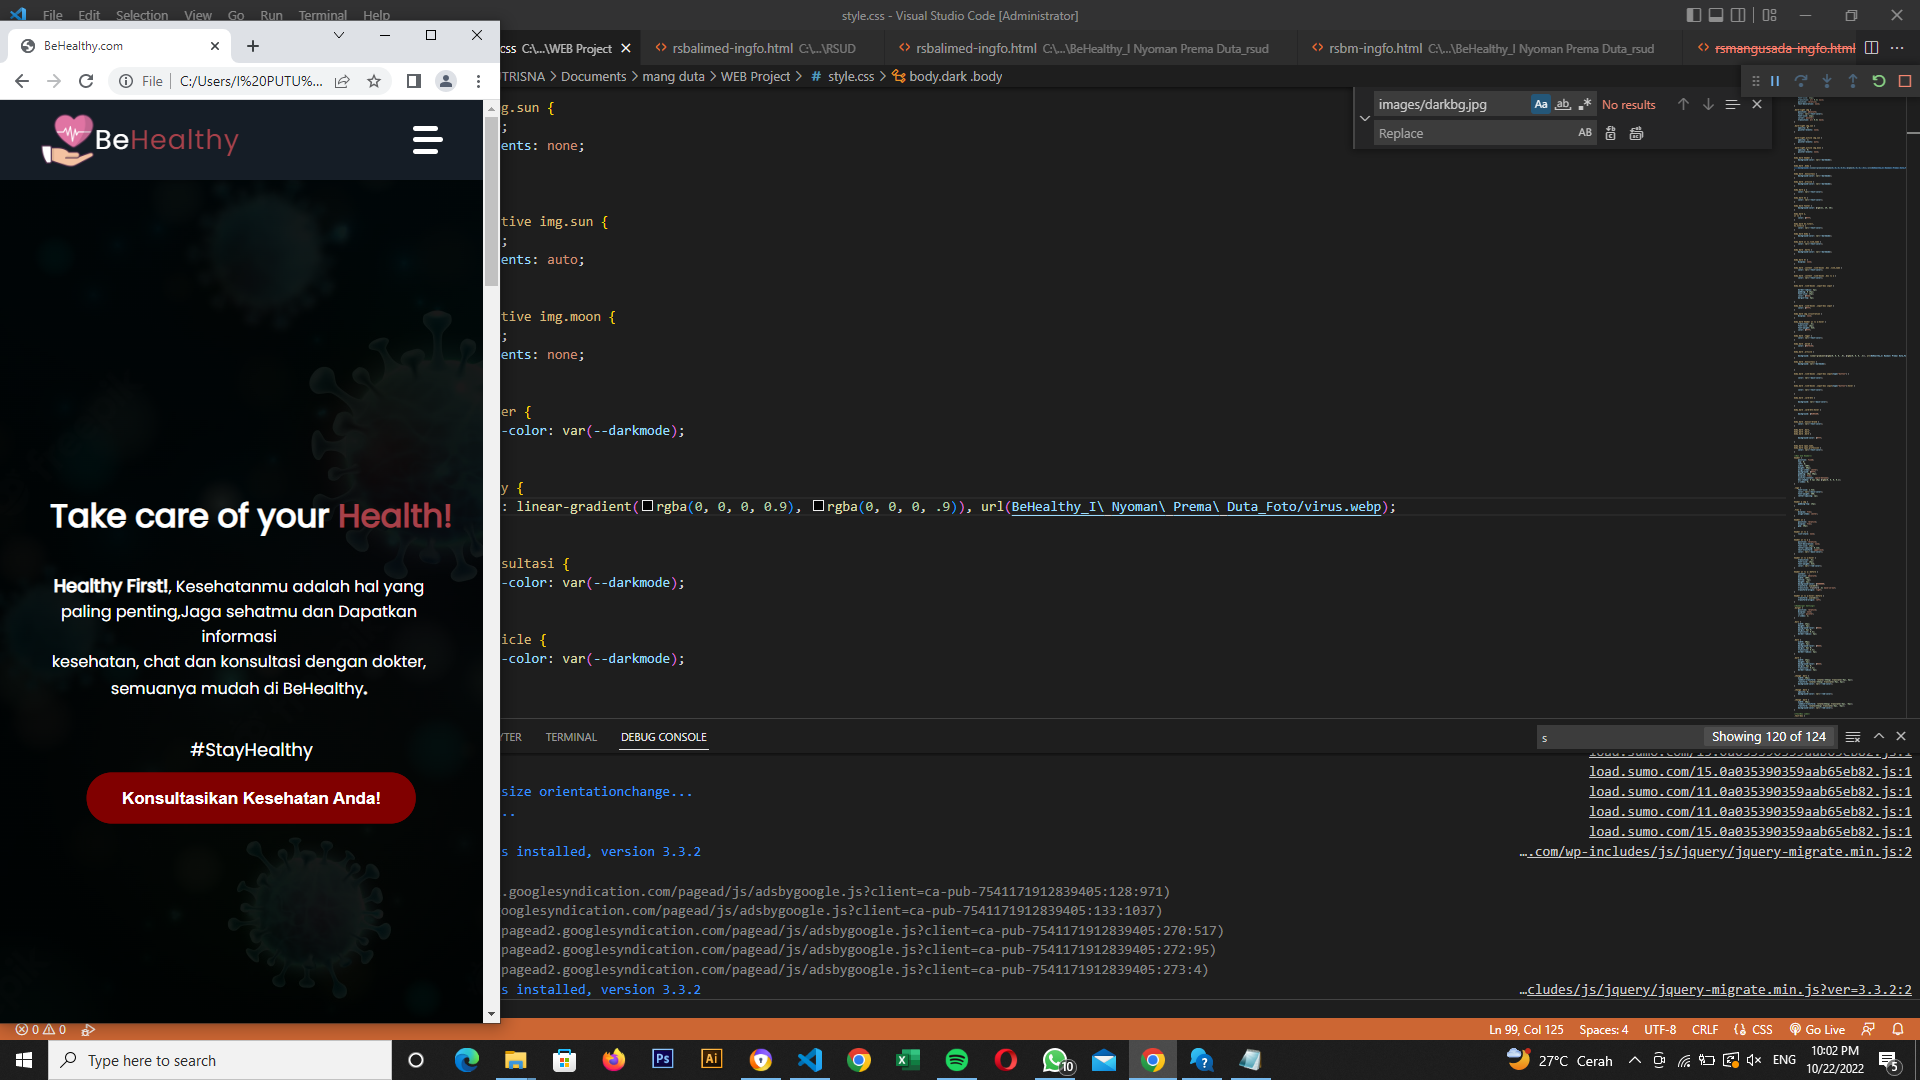 File Edit Selection View Go Run Terminal Help
style.css - Visual Studio Code [Administrator]
BeHealthy.com
File C:/Users/I%20PUTU%...
BeHealthy
Take care of your Health!
Healthy First!, Kesehatanmu adalah hal yang
paling penting,Jaga sehatmu dan Dapatkan
informasi
kesehatan, chat dan konsultasi dengan dokter,
semuanya mudah di BeHealthy.
#StayHealthy
Konsultasikan Kesehatan Anda!
css C:\...\WEB Project rsbalimed-ingfo.html C:\...\RSUD rsbalimed-ingfo.html C:\...\BeHealthy_I Nyoman Prema Duta_rsud rsbm-ingfo.html C:\...\BeHealthy_I Nyoman Prema Duta_rsud rsmangusada-ingfo.html
TRISNA > Documents > mang duta > WEB Project > # style.css > body.dark .body
images/darkbg.jpg Aa ab No results
Replace AB
g.sun {
;
ents: none;
tive img.sun {
;
ents: auto;
tive img.moon {
;
ents: none;
er {
-color: var(--darkmode);
y {
: linear-gradient(rgba(0, 0, 0, 0.9), rgba(0, 0, 0, .9)), url(BeHealthy_I\ Nyoman\ Prema\ Duta_Foto/virus.webp);
sultasi {
-color: var(--darkmode);
icle {
-color: var(--darkmode);
TER TERMINAL DEBUG CONSOLE
s Showing 120 of 124
load.sumo.com/15.0a035390359aab65eb82.js:1
load.sumo.com/15.0a035390359aab65eb82.js:1
size orientationchange... load.sumo.com/11.0a035390359aab65eb82.js:1
.. load.sumo.com/11.0a035390359aab65eb82.js:1
load.sumo.com/15.0a035390359aab65eb82.js:1
s installed, version 3.3.2 ….com/wp-includes/js/jquery/jquery-migrate.min.js:2
.googlesyndication.com/pagead/js/adsbygoogle.js?client=ca-pub-7541171912839405:128:971)
ooglesyndication.com/pagead/js/adsbygoogle.js?client=ca-pub-7541171912839405:133:1037)
pagead2.googlesyndication.com/pagead/js/adsbygoogle.js?client=ca-pub-7541171912839405:270:517)
pagead2.googlesyndication.com/pagead/js/adsbygoogle.js?client=ca-pub-7541171912839405:272:95)
pagead2.googlesyndication.com/pagead/js/adsbygoogle.js?client=ca-pub-7541171912839405:273:4)
s installed, version 3.3.2 …cludes/js/jquery/jquery-migrate.min.js?ver=3.3.2:2
0 0 Ln 99, Col 125 Spaces: 4 UTF-8 CRLF {} CSS Go Live
Type here to search
Ps Ai 10
27°C Cerah ENG 10:02 PM
10/22/2022 5